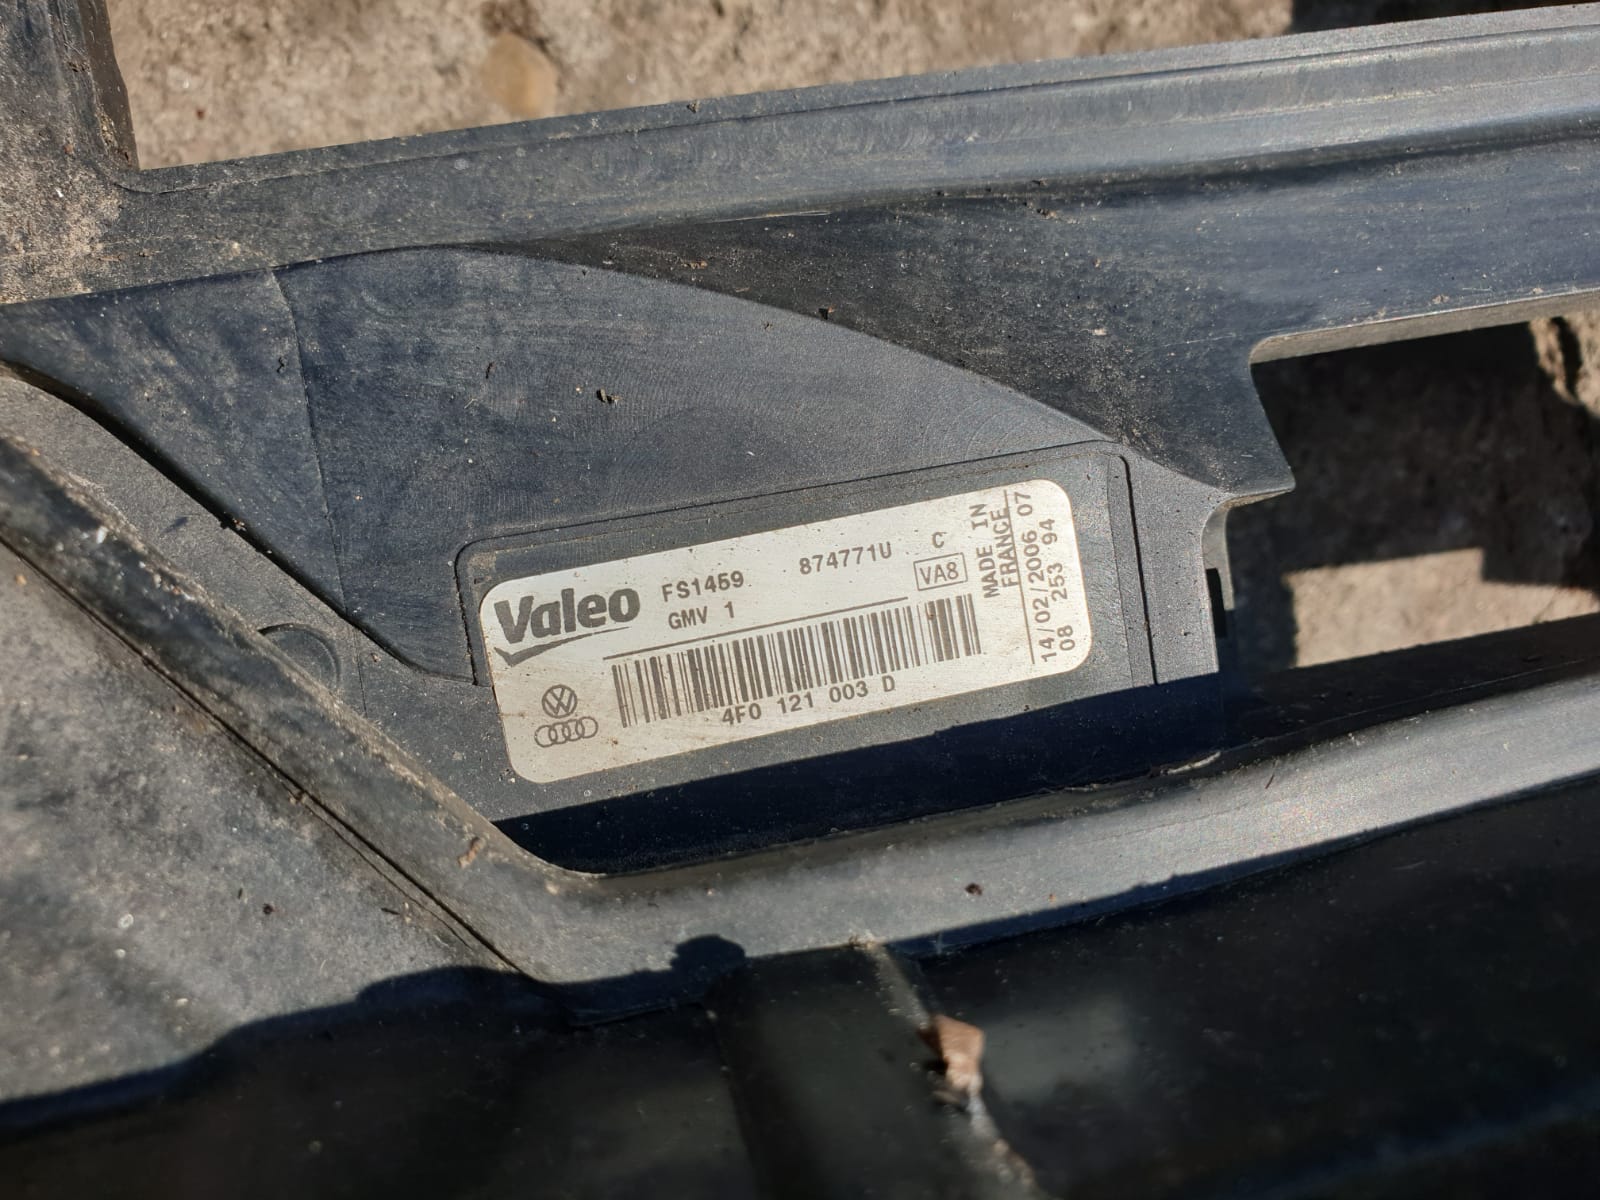 Valeo FS1459 874771U C
GMV 1 VA8
4F0 121 003 D
MADE IN
FRANCE
14/02/2006 07
08 253 94